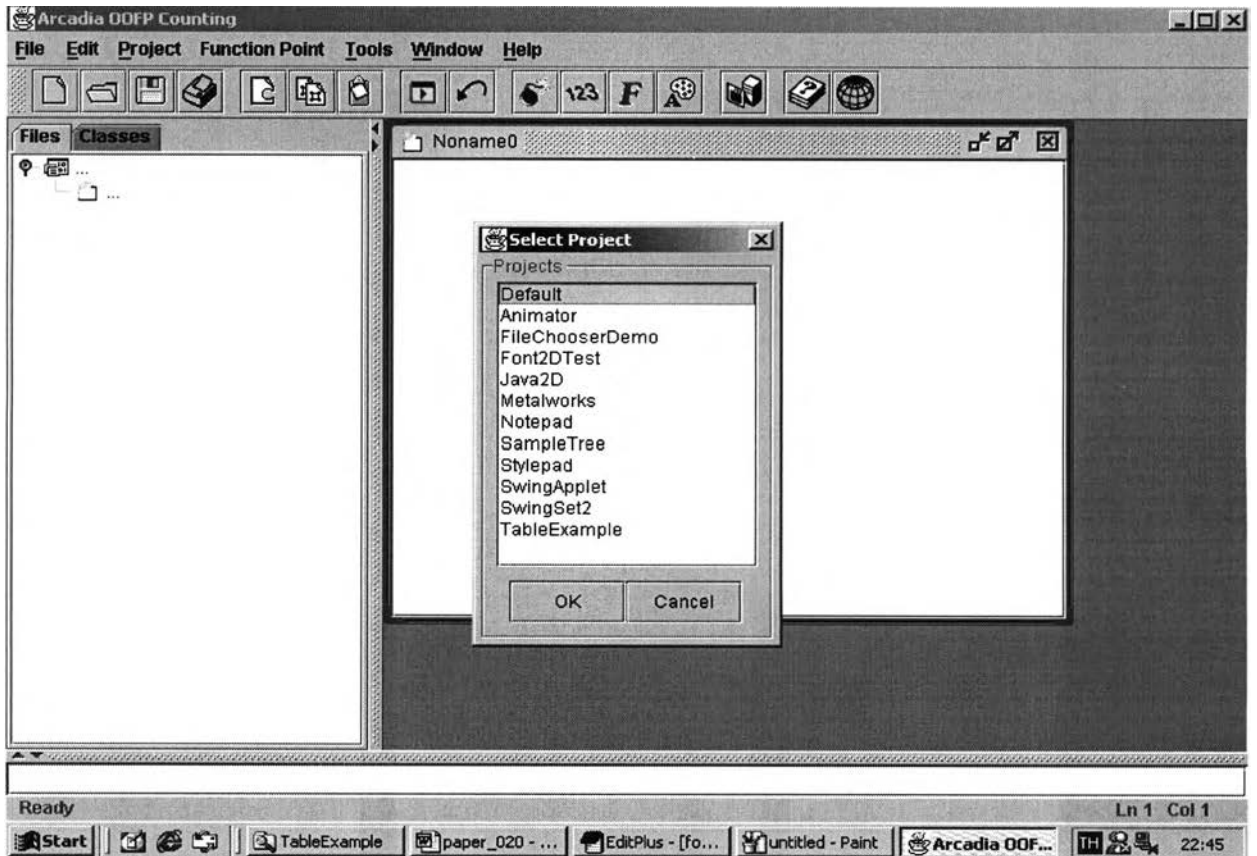 Arcadia OOFP Counting
File Edit Project Function Point Tools Window Help
123 F A
Files Classes
Noname0
...
...
Select Project
Projects
Default
Animator
FileChooserDemo
Font2DTest
Java2D
Metalworks
Notepad
SampleTree
Stylepad
SwingApplet
SwingSet2
TableExample
OK Cancel
Ready Ln 1 Col 1
Start TableExample paper_020 - ... EditPlus - [fo... untitled - Paint Arcadia OOF... TH 22:45